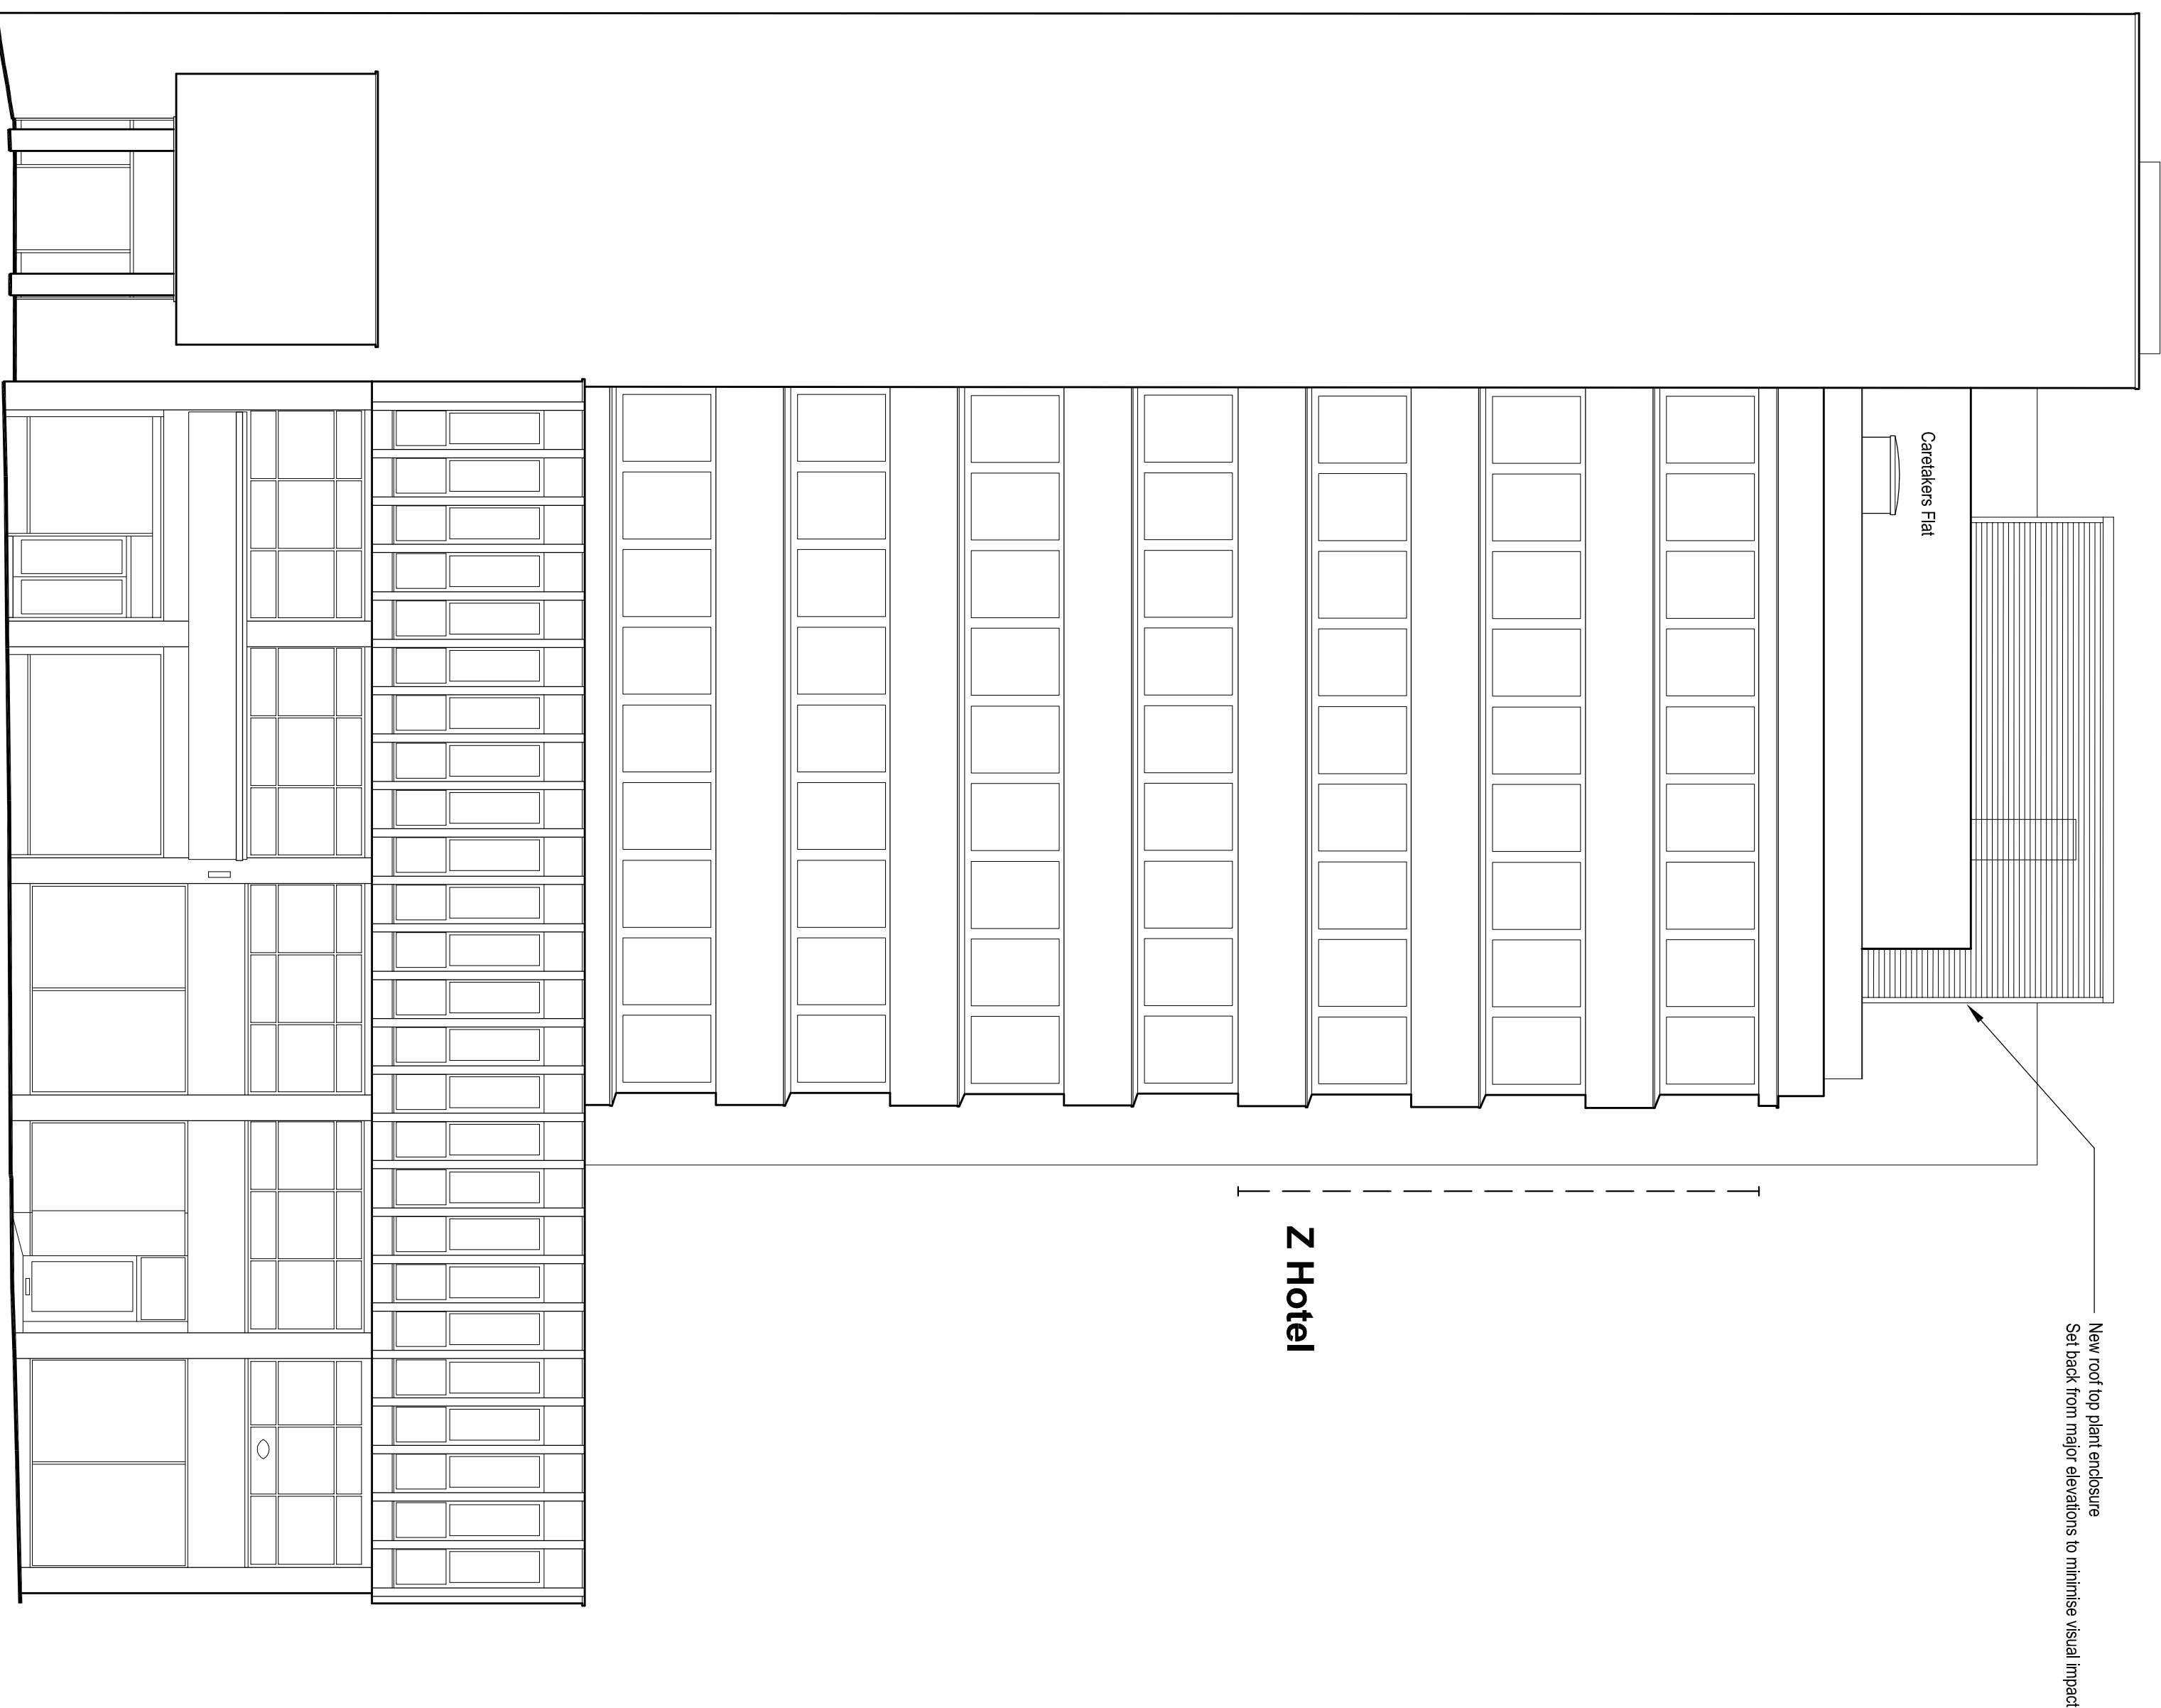 New roof top plant enclosure
Set back from major elevations to minimise visual impact
Caretakers Flat
Z Hotel